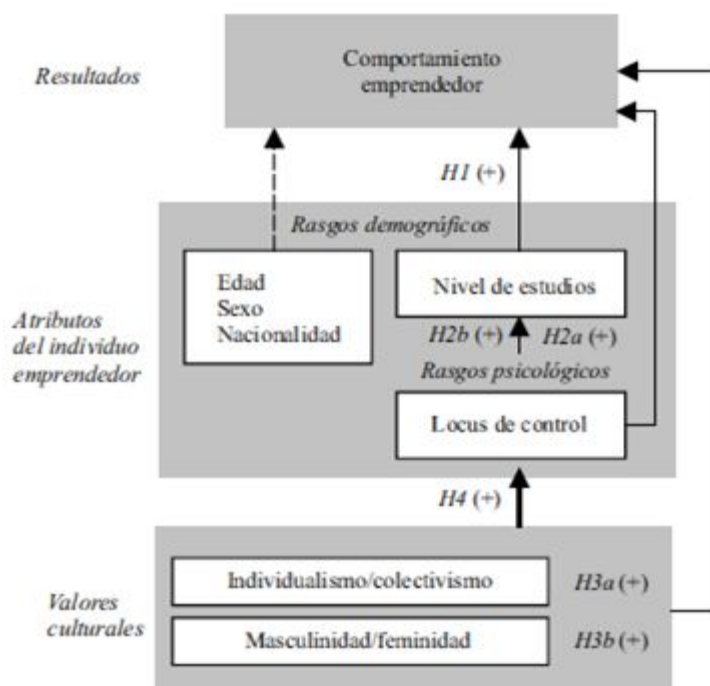 Resultados
Comportamiento
emprendedor
H1 (+)
Rasgos demográficos
Atributos
del individuo
emprendedor
Edad
Sexo
Nacionalidad
Nivel de estudios
H2b (+)
H2a (+)
Rasgos psicológicos
Locus de control
H4 (+)
Valores
culturales
Individualismo/colectivismo
H3a (+)
Masculinidad/feminidad
H3b (+)